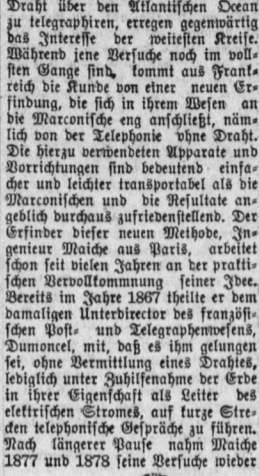 Draht über den Atlantischen Ocean
zu telegraphiren, erregen gegenwärtig
das Interesse der weitesten Kreise.
Während jene Versuche noch im voll-
sten Gange sind, kommt aus Frank-
reich die Kunde von einer neuen Er-
findung, die sich in ihrem Wesen an
die Marconische eng anschließt, näm-
lich von der Telephonie ohne Draht.
Die hierzu verwendeten Apparate und
Vorrichtungen sind bedeutend einfa-
cher und leichter transportabel als die
Marconischen und die Resultate an-
geblich durchaus zufriedenstellend. Der
Erfinder dieser neuen Methode, In-
genieur Maiche aus Paris, arbeitet
schon seit vielen Jahren an der prakti-
schen Vervollkommnung seiner Idee.
Bereits im Jahre 1867 theilte er dem
damaligen Unterdirector des französi-
schen Post- und Telegraphenwesens,
Dumoncel, mit, daß es ihm gelungen
sei, ohne Vermittlung eines Drahtes,
lediglich unter Zuhilfenahme der Erde
in ihrer Eigenschaft als Leiter des
elektrischen Stromes, auf kurze Stre-
cken telephonische Gespräche zu führen.
Nach längerer Pause nahm Maiche
1877 und 1878 seine Versuche wieder